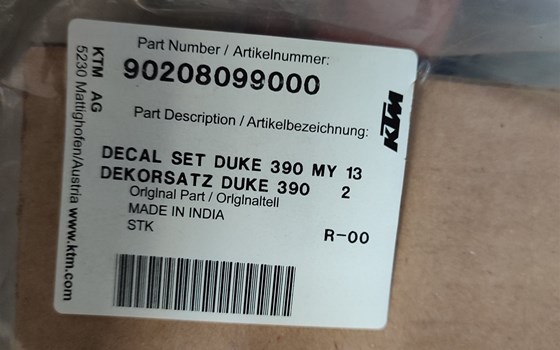 Part Number / Artikelnummer:
90208099000
Part Description / Artikelbezeichnung:
KTM
DECAL SET DUKE 390 MY 13
DEKORSATZ DUKE 390 2
Original Part / Originalteil
MADE IN INDIA
STK
R-00
KTM AG
5230 Mattighofen/Austria www.ktm.com